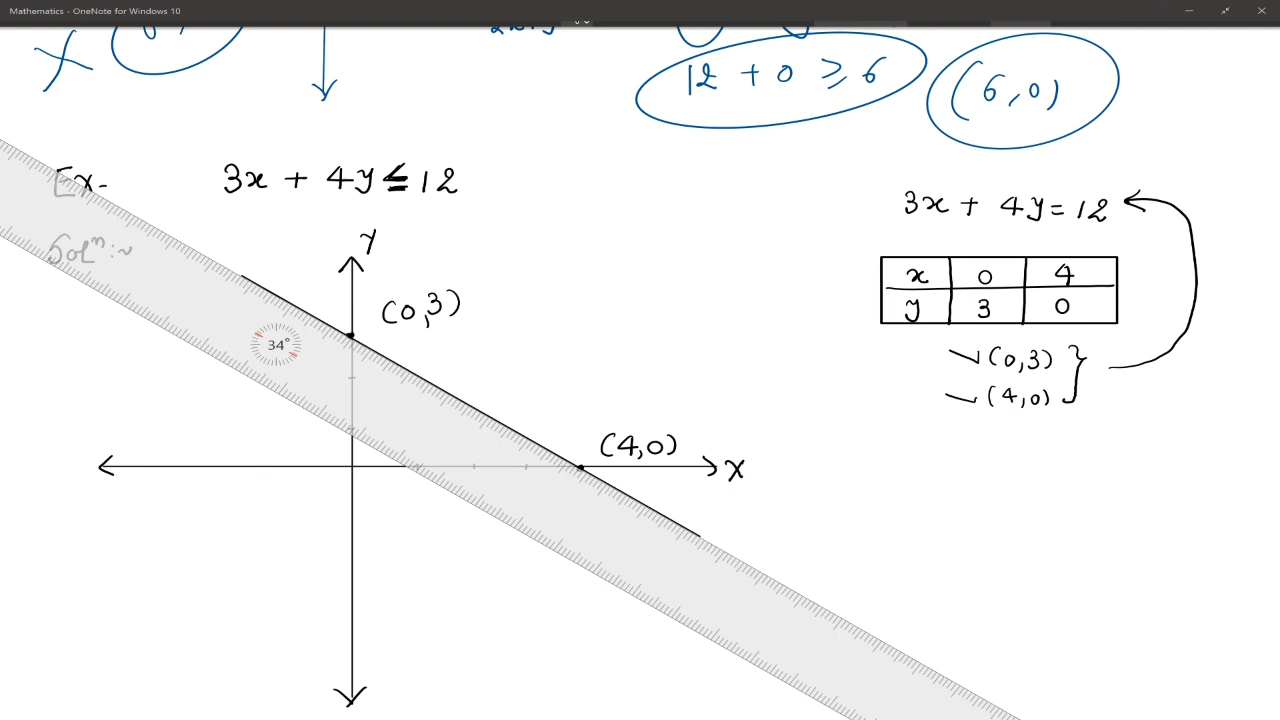 Mathematics - OneNote for Windows 10
12 + 0 ≥ 6
(6,0)
Ex-
3x + 4y ≤ 12
Solⁿ:~
3x + 4y = 12
Y
(0,3)
x 0 4
y 3 0
34°
(0,3)
(4,0)
(4,0)
X